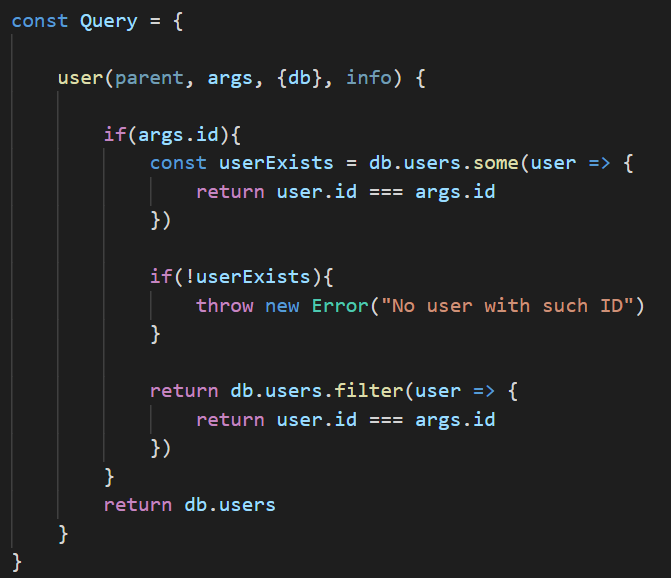 const Query = {
user(parent, args, {db}, info) {
if(args.id){
const userExists = db.users.some(user => {
return user.id === args.id
})
if(!userExists){
throw new Error("No user with such ID")
}
return db.users.filter(user => {
return user.id === args.id
})
}
return db.users
}
}